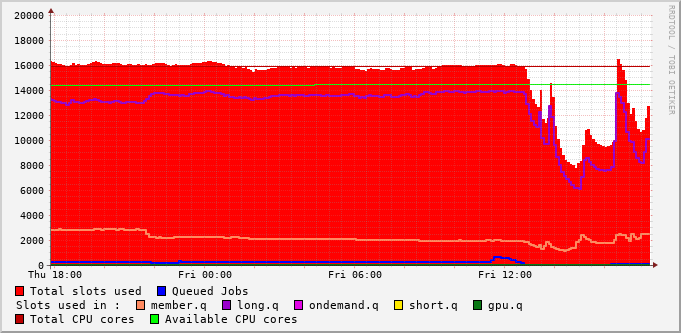 20000
18000
16000
14000
12000
10000
8000
6000
4000
2000
0
Thu 18:00 Fri 00:00 Fri 06:00 Fri 12:00
RRDTOOL / TOBI OETIKER
Total slots used Queued Jobs
Slots used in : member.q long.q ondemand.q short.q gpu.q
Total CPU cores Available CPU cores